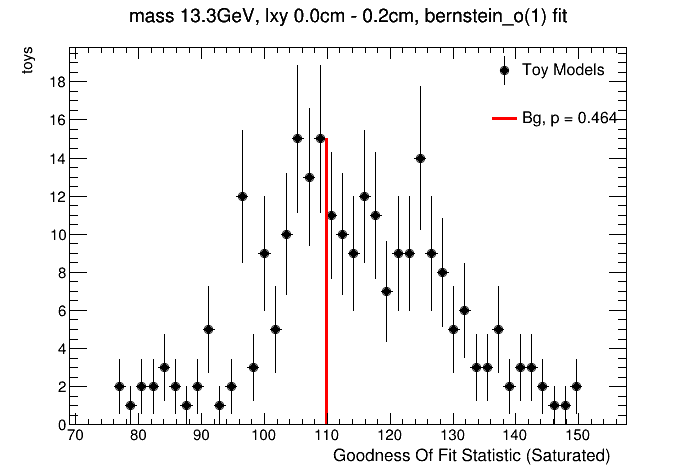 mass 13.3GeV, lxy 0.0cm - 0.2cm, bernstein_o(1) fit
toys
Toy Models
Bg, p = 0.464
18
16
14
12
10
8
6
4
2
0
70 80 90 100 110 120 130 140 150
Goodness Of Fit Statistic (Saturated)